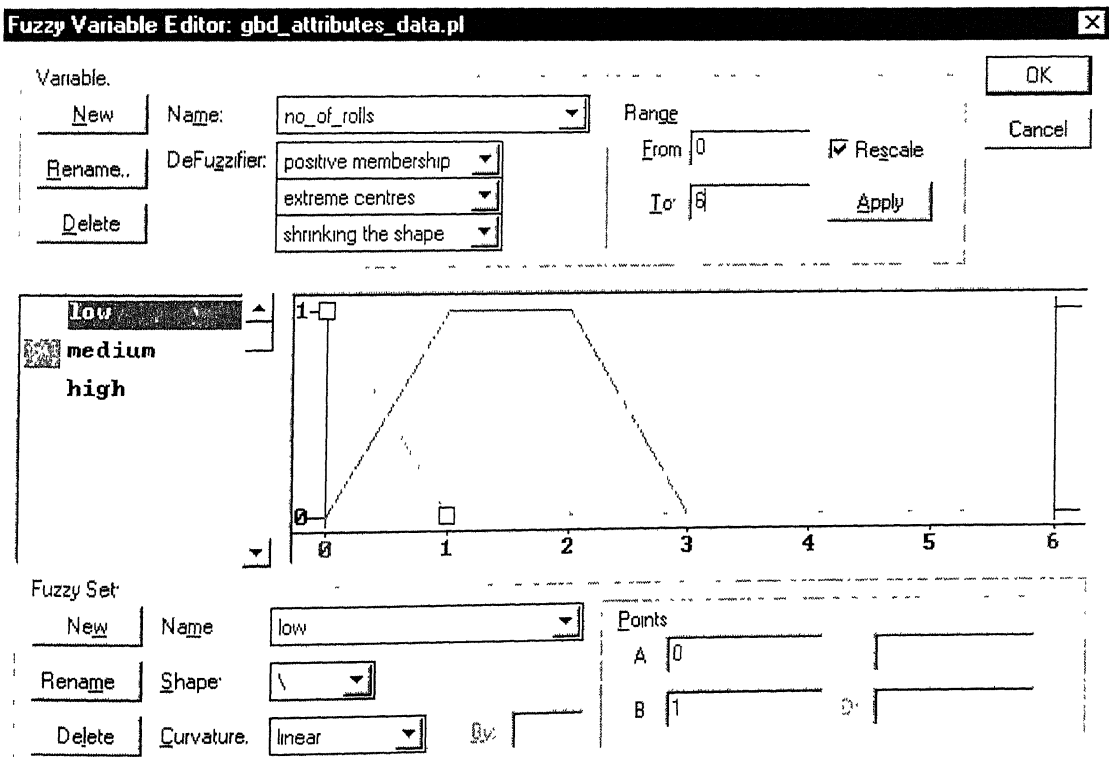 Fuzzy Variable Editor: gbd_attributes_data.pl
Variable.
New
Name:
no_of_rolls
Rename..
DeFuzzifier:
positive membership
extreme centres
Delete
shrinking the shape
Range
From
0
To
6
Rescale
Apply
OK
Cancel
low
medium
high
1
0
0 1 2 3 4 5 6
Fuzzy Set
New
Name
low
Rename
Shape
\
Delete
Curvature.
linear
By:
Points
A
0
B
1
D